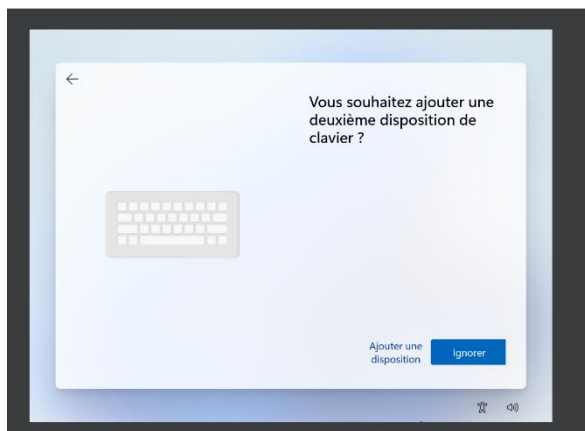 Vous souhaitez ajouter une
deuxième disposition de
clavier ?
Ajouter une
disposition
Ignorer